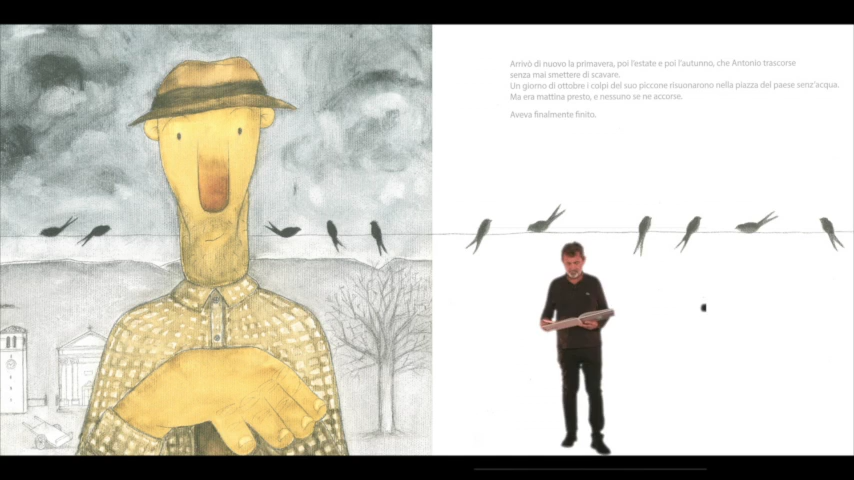 Arrivò di nuovo la primavera, poi l'estate e poi l'autunno, che Antonio trascorse
senza mai smettere di scavare.
Un giorno di ottobre i colpi del suo piccone risuonarono nella piazza del paese senz'acqua.
Ma era mattina presto, e nessuno se ne accorse.
Aveva finalmente finito.